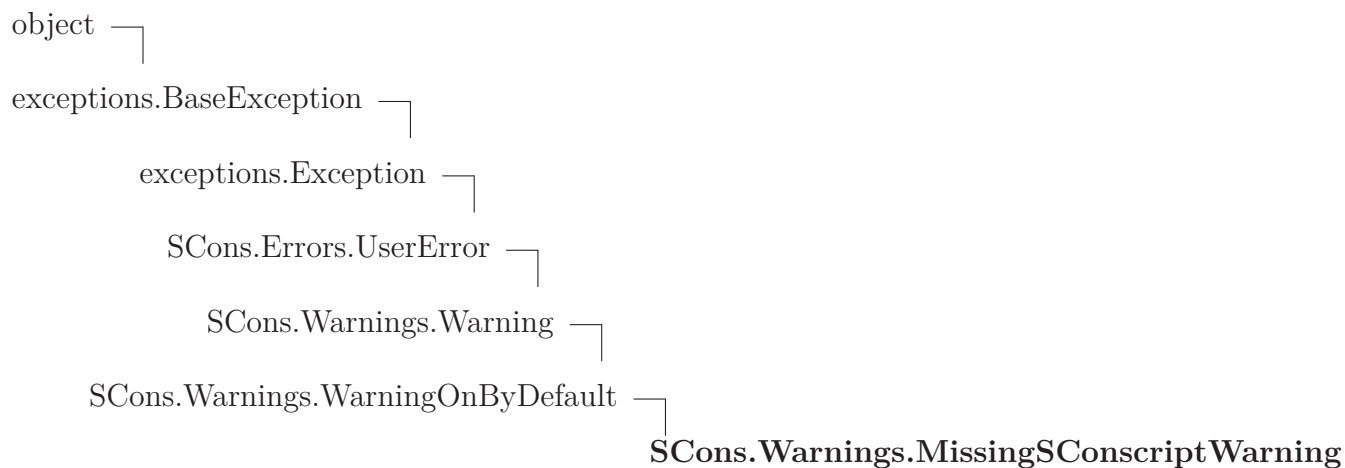 object
exceptions.BaseException
exceptions.Exception
SCons.Errors.UserError
SCons.Warnings.Warning
SCons.Warnings.WarningOnByDefault
SCons.Warnings.MissingSConscriptWarning